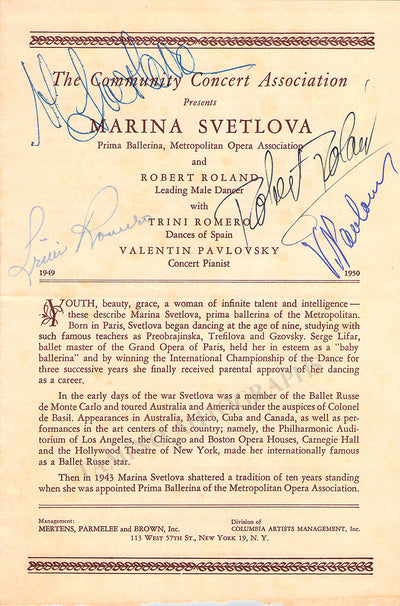 The Community Concert Association
Presents
MARINA SVETLOVA
Prima Ballerina, Metropolitan Opera Association
and
ROBERT ROLAND
Leading Male Dancer
with
TRINI ROMERO
Dances of Spain
VALENTIN PAVLOVSKY
Concert Pianist
M Svetlova
Robert Roland
Trini Romero
V Pavlovsky
1949 1950
YOUTH, beauty, grace, a woman of infinite talent and intelligence—
these describe Marina Svetlova, prima ballerina of the Metropolitan.
Born in Paris, Svetlova began dancing at the age of nine, studying with
such famous teachers as Preobrajinska, Trefilova and Gzovsky. Serge Lifar,
ballet master of the Grand Opera of Paris, held her in esteem as a "baby
ballerina" and by winning the International Championship of the Dance for
three successive years she finally received parental approval of her dancing
as a career.
In the early days of the war Svetlova was a member of the Ballet Russe
de Monte Carlo and toured Australia and America under the auspices of Colonel
de Basil. Appearances in Australia, Mexico, Cuba and Canada, as well as per-
formances in the art centers of this country; namely, the Philharmonic Audi-
torium of Los Angeles, the Chicago and Boston Opera Houses, Carnegie Hall
and the Hollywood Theatre of New York, made her internationally famous
as a Ballet Russe star.
Then in 1943 Marina Svetlova shattered a tradition of ten years standing
when she was appointed Prima Ballerina of the Metropolitan Opera Association.
Management: Division of
MERTENS, PARMELEE and BROWN, Inc. COLUMBIA ARTISTS MANAGEMENT, Inc.
113 WEST 57TH ST., NEW YORK 19, N. Y.